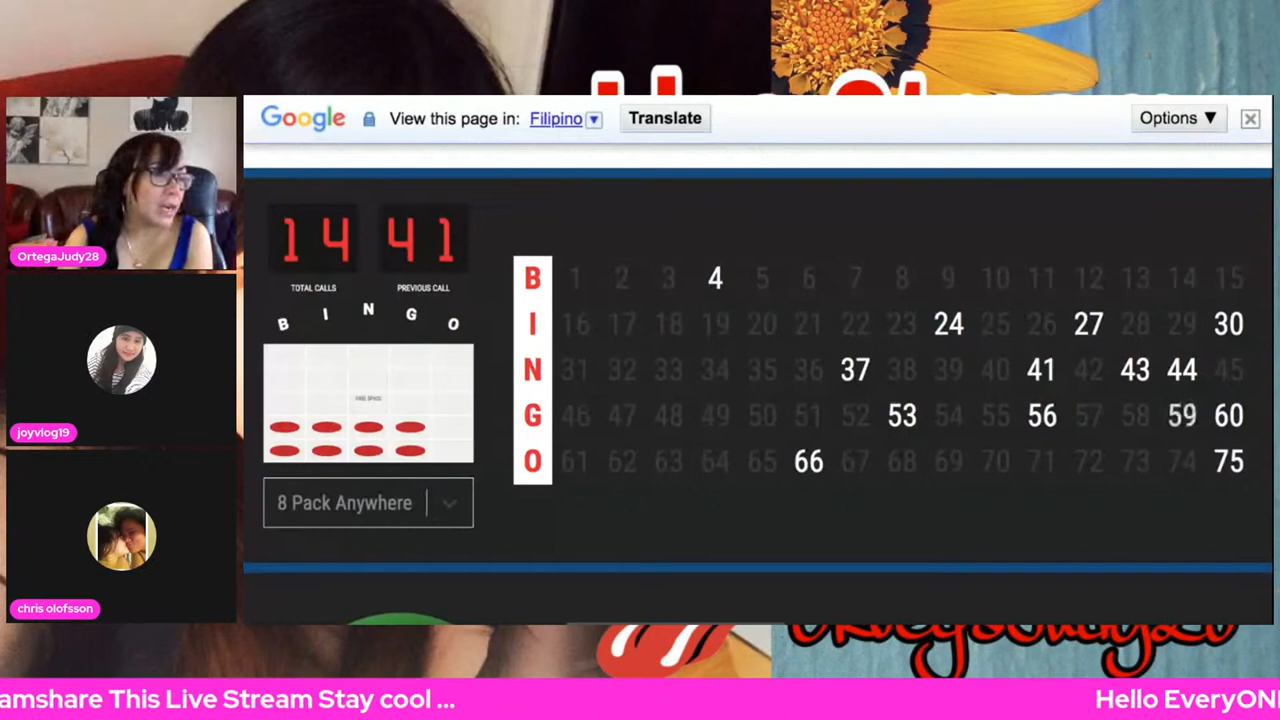 Google View this page in: Filipino Translate Options ▼
14 41
TOTAL CALLS PREVIOUS CALL
B I N G O
FREE SPACE
8 Pack Anywhere
B 1 2 3 4 5 6 7 8 9 10 11 12 13 14 15
I 16 17 18 19 20 21 22 23 24 25 26 27 28 29 30
N 31 32 33 34 35 36 37 38 39 40 41 42 43 44 45
G 46 47 48 49 50 51 52 53 54 55 56 57 58 59 60
O 61 62 63 64 65 66 67 68 69 70 71 72 73 74 75
OrtegaJudy28
joyvlog19
chris olofsson
amshare This Live Stream Stay cool ... Hello EveryON